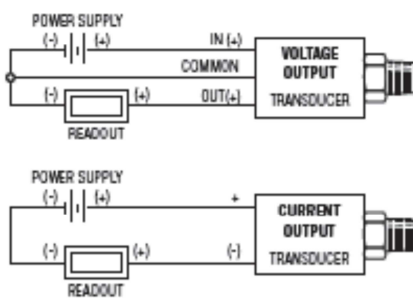 POWER SUPPLY
(-) (+) IN (+)
COMMON
(-) (+) OUT(+)
READOUT
VOLTAGE
OUTPUT
TRANSDUCER
POWER SUPPLY
(-) (+) +
(-) (+) (-)
READOUT
CURRENT
OUTPUT
TRANSDUCER